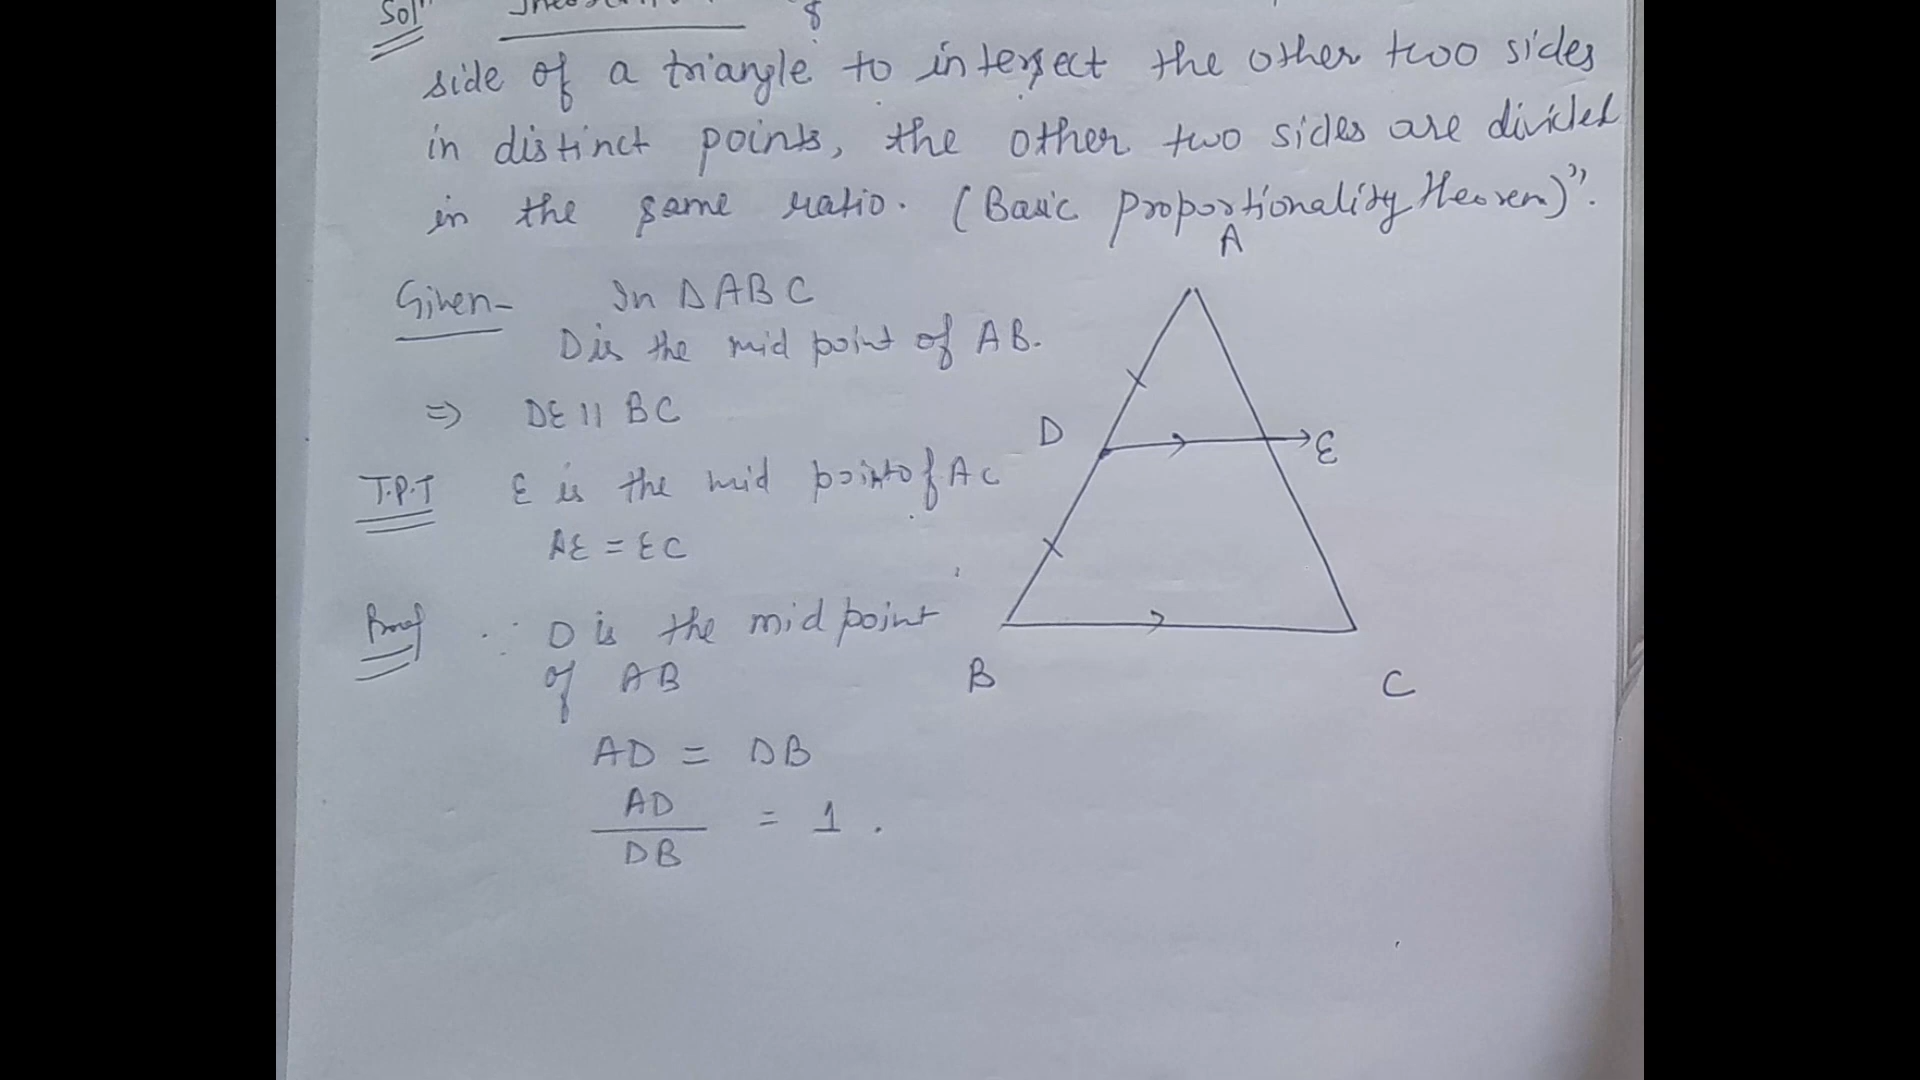 Soln
side of a triangle to intersect the other two sides
in distinct points, the other two sides are divided
in the same ratio. (Basic proportionality theorem)".
A
Given- In ΔABC
D is the mid point of AB.
=> DE || BC
D
E
T.P.T E is the mid point of AC
AE = EC
Proof ∵ D is the mid point
of AB
B
C
AD = DB
AD
DB
= 1.